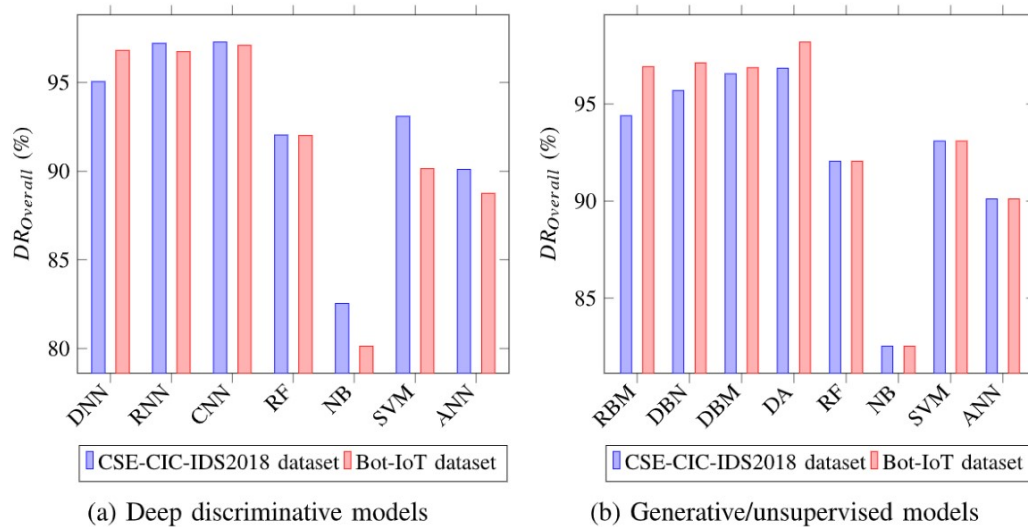 DR_Overall (%)
95
90
85
80
DNN RNN CNN RF NB SVM ANN
CSE-CIC-IDS2018 dataset Bot-IoT dataset
(a) Deep discriminative models
DR_Overall (%)
95
90
85
RBM DBN DBM DA RF NB SVM ANN
CSE-CIC-IDS2018 dataset Bot-IoT dataset
(b) Generative/unsupervised models